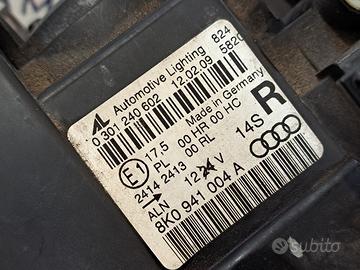 AL Automotive Lighting 824
0 301 240 602 12.02.09 5820
Made in Germany
E1 17.5 00 HR 00 HC R
PL 00 RL
2414 2413 14S
ALN 12V
8K0 941 004 A
subito